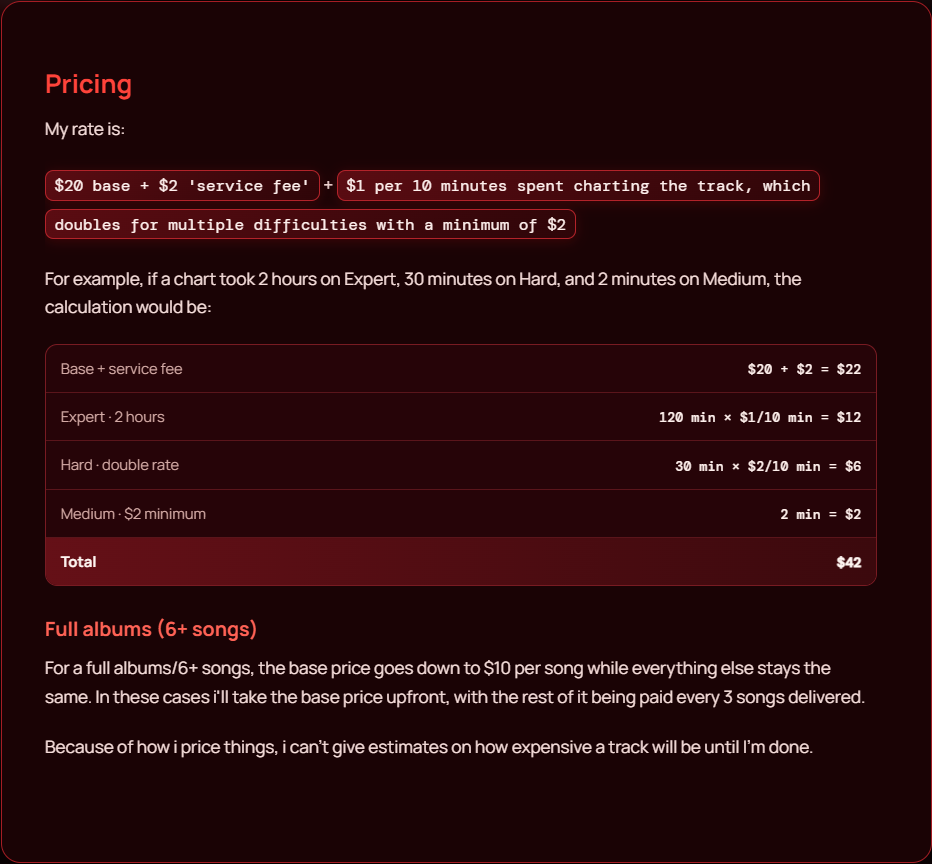 Pricing
My rate is:
$20 base + $2 'service fee' + $1 per 10 minutes spent charting the track, which
doubles for multiple difficulties with a minimum of $2
For example, if a chart took 2 hours on Expert, 30 minutes on Hard, and 2 minutes on Medium, the
calculation would be:
Base + service fee $20 + $2 = $22
Expert · 2 hours 120 min × $1/10 min = $12
Hard · double rate 30 min × $2/10 min = $6
Medium · $2 minimum 2 min = $2
Total $42
Full albums (6+ songs)
For a full albums/6+ songs, the base price goes down to $10 per song while everything else stays the
same. In these cases i'll take the base price upfront, with the rest of it being paid every 3 songs delivered.
Because of how i price things, i can't give estimates on how expensive a track will be until I'm done.